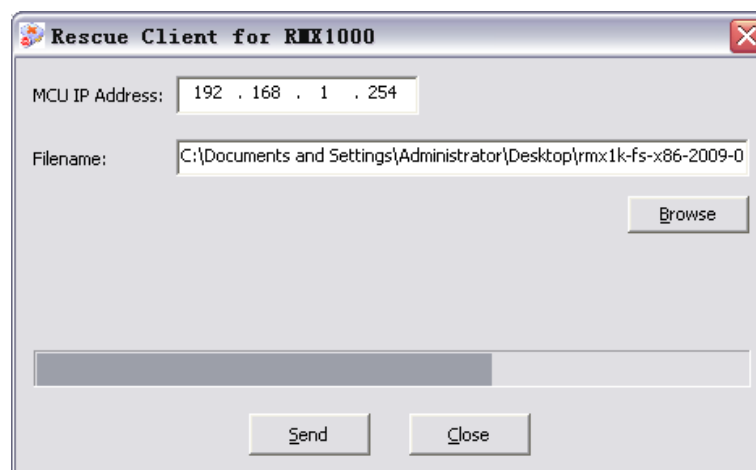 Rescue Client for RMX1000
MCU IP Address: 192 . 168 . 1 . 254
Filename: C:\Documents and Settings\Administrator\Desktop\rmx1k-fs-x86-2009-0
Browse
Send Close